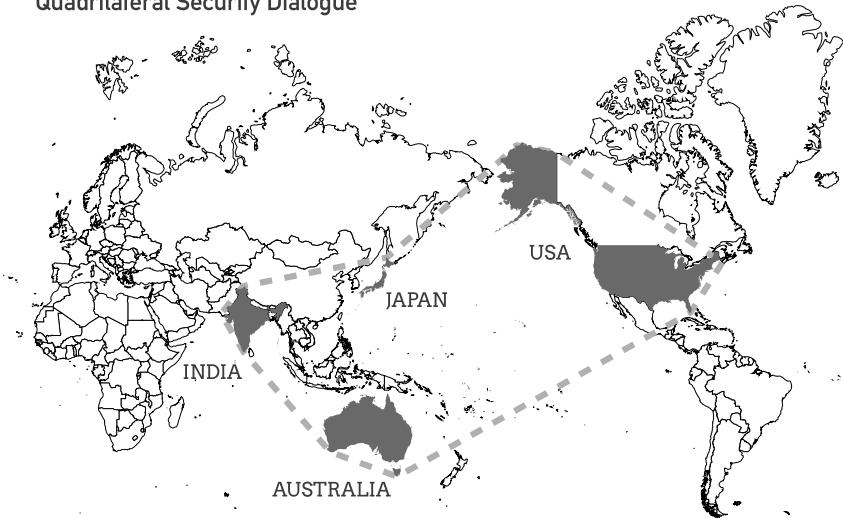 Quadrilateral Security Dialogue
USA
JAPAN
INDIA
AUSTRALIA